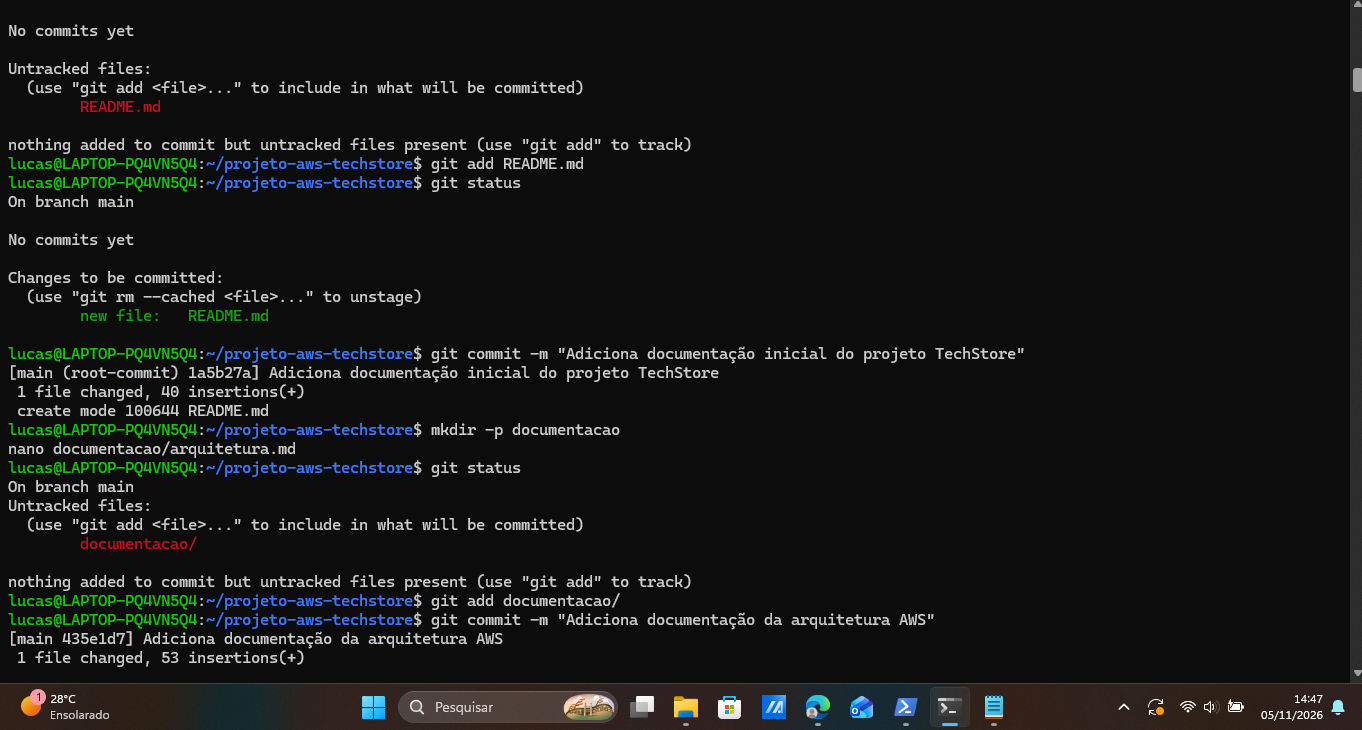 No commits yet
Untracked files:
(use "git add <file>..." to include in what will be committed)
README.md
nothing added to commit but untracked files present (use "git add" to track)
lucas@LAPTOP-PQ4VN5Q4:~/projeto-aws-techstore$ git add README.md
lucas@LAPTOP-PQ4VN5Q4:~/projeto-aws-techstore$ git status
On branch main
No commits yet
Changes to be committed:
(use "git rm --cached <file>..." to unstage)
new file:   README.md
lucas@LAPTOP-PQ4VN5Q4:~/projeto-aws-techstore$ git commit -m "Adiciona documentação inicial do projeto TechStore"
[main (root-commit) 1a5b27a] Adiciona documentação inicial do projeto TechStore
1 file changed, 40 insertions(+)
create mode 100644 README.md
lucas@LAPTOP-PQ4VN5Q4:~/projeto-aws-techstore$ mkdir -p documentacao
nano documentacao/arquitetura.md
lucas@LAPTOP-PQ4VN5Q4:~/projeto-aws-techstore$ git status
On branch main
Untracked files:
(use "git add <file>..." to include in what will be committed)
documentacao/
nothing added to commit but untracked files present (use "git add" to track)
lucas@LAPTOP-PQ4VN5Q4:~/projeto-aws-techstore$ git add documentacao/
lucas@LAPTOP-PQ4VN5Q4:~/projeto-aws-techstore$ git commit -m "Adiciona documentação da arquitetura AWS"
[main 435e1d7] Adiciona documentação da arquitetura AWS
1 file changed, 53 insertions(+)
1
28°C
Ensolarado
Pesquisar
14:47
05/11/2026